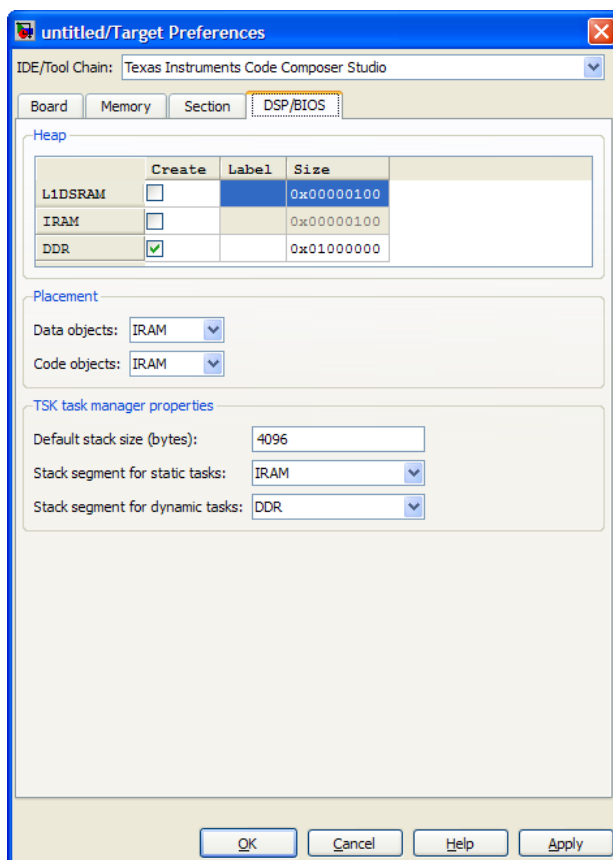 untitled/Target Preferences
IDE/Tool Chain: Texas Instruments Code Composer Studio
Board Memory Section DSP/BIOS
Heap
Create Label Size
L1DSRAM 0x00000100
IRAM 0x00000100
DDR 0x01000000
Placement
Data objects: IRAM
Code objects: IRAM
TSK task manager properties
Default stack size (bytes): 4096
Stack segment for static tasks: IRAM
Stack segment for dynamic tasks: DDR
OK Cancel Help Apply